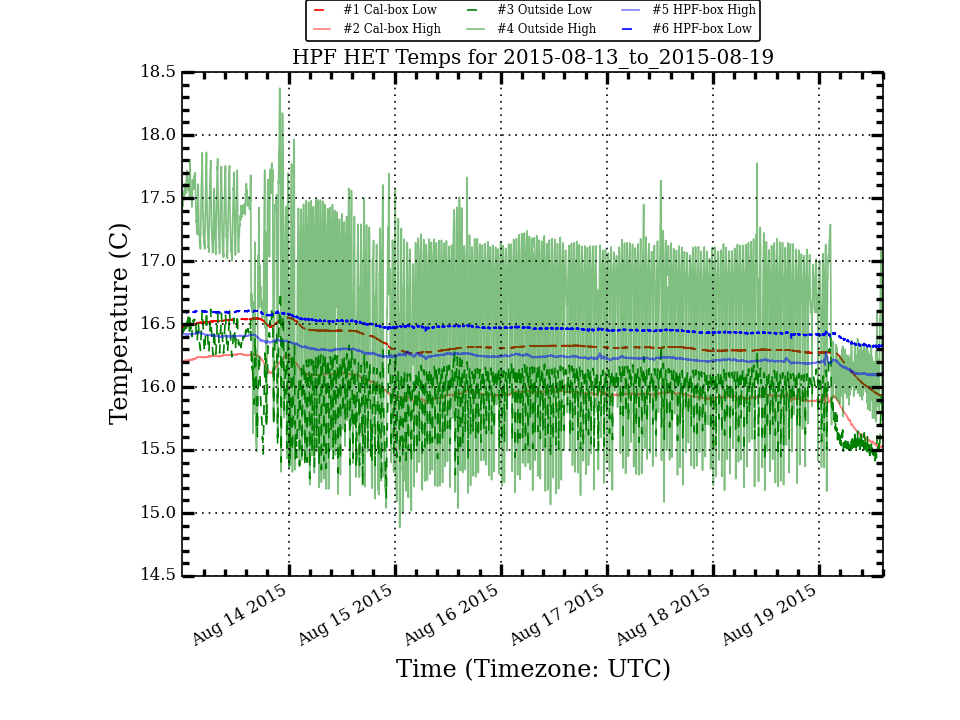 #1 Cal-box Low #3 Outside Low #5 HPF-box High
#2 Cal-box High #4 Outside High #6 HPF-box Low
HPF HET Temps for 2015-08-13_to_2015-08-19
18.5
18.0
17.5
17.0
16.5
16.0
15.5
15.0
14.5
Temperature (C)
Aug 14 2015
Aug 15 2015
Aug 16 2015
Aug 17 2015
Aug 18 2015
Aug 19 2015
Time (Timezone: UTC)